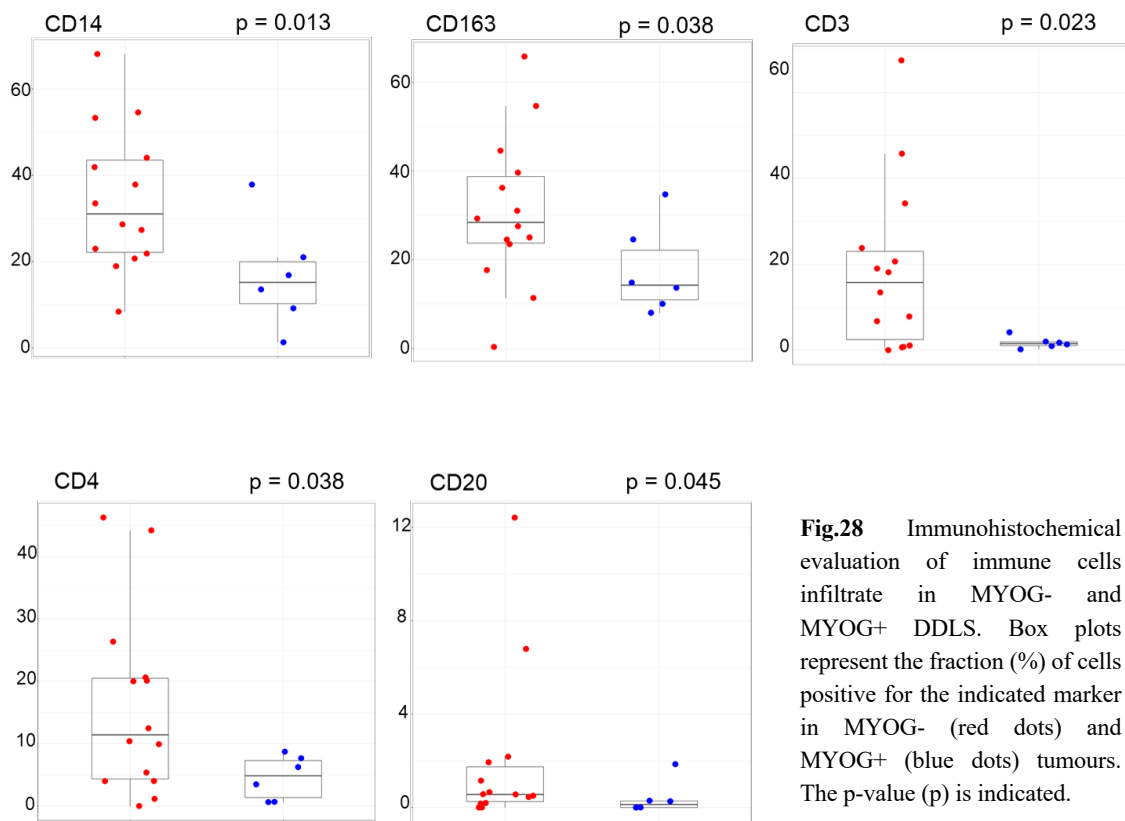 CD14 p = 0.013
60
40
20
0
CD163 p = 0.038
60
40
20
0
CD3 p = 0.023
60
40
20
0
CD4 p = 0.038
40
30
20
10
0
CD20 p = 0.045
12
8
4
0
Fig.28 Immunohistochemical
evaluation of immune cells
infiltrate in MYOG- and
MYOG+ DDLS. Box plots
represent the fraction (%) of cells
positive for the indicated marker
in MYOG- (red dots) and
MYOG+ (blue dots) tumours.
The p-value (p) is indicated.